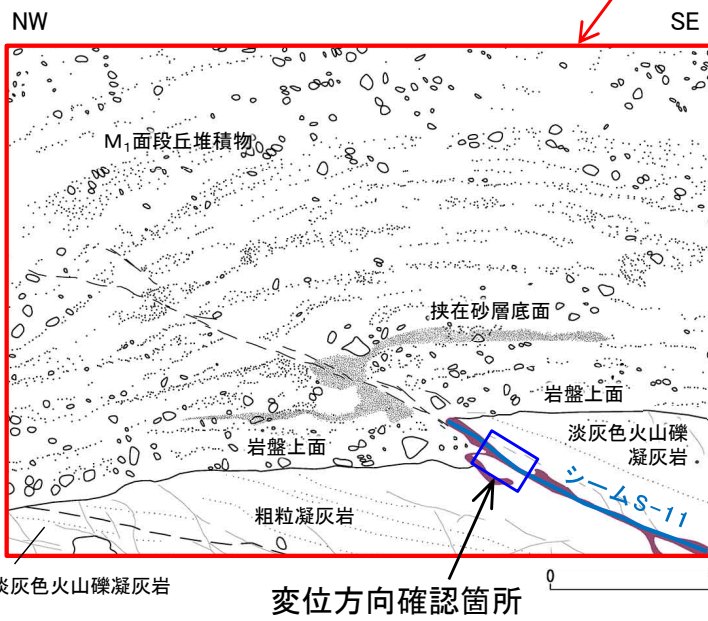 NW
SE
M₁面段丘堆積物
挟在砂層底面
岩盤上面
淡灰色火山礫
凝灰岩
岩盤上面
シームS-11
粗粒凝灰岩
淡灰色火山礫凝灰岩
0
変位方向確認箇所